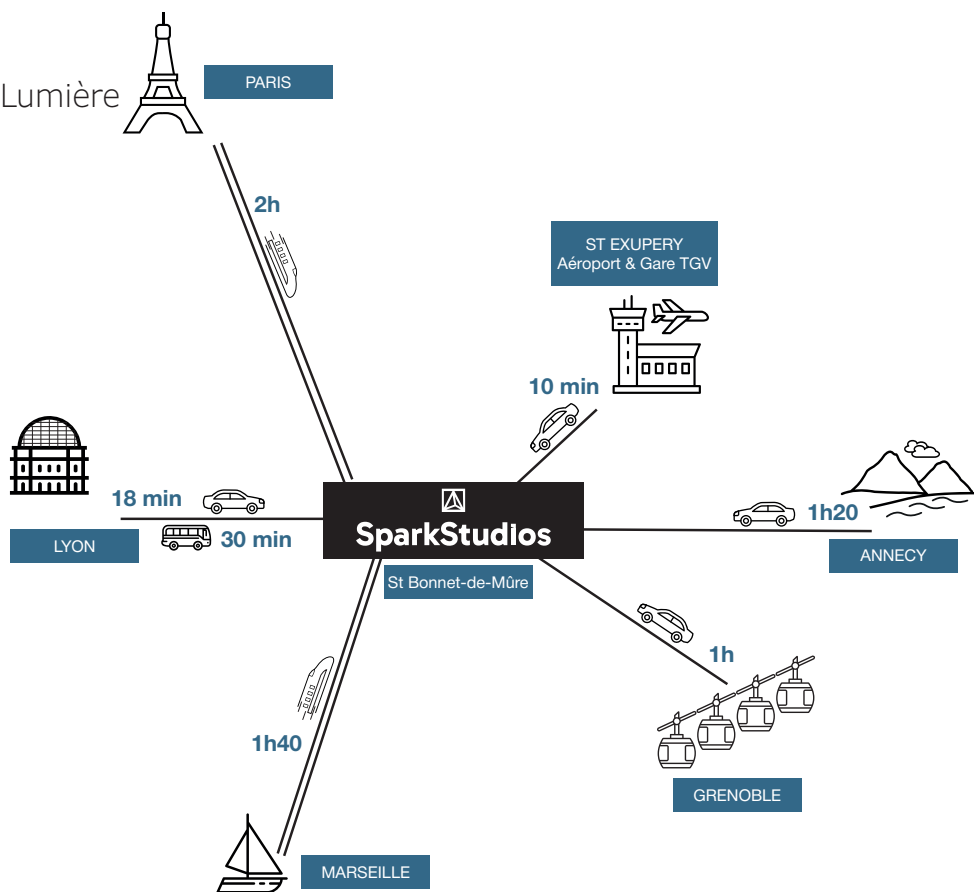 Lumière
PARIS
2h
ST EXUPERY
Aéroport & Gare TGV
10 min
18 min
30 min
LYON
SparkStudios
St Bonnet-de-Mûre
1h20
ANNECY
1h
GRENOBLE
1h40
MARSEILLE